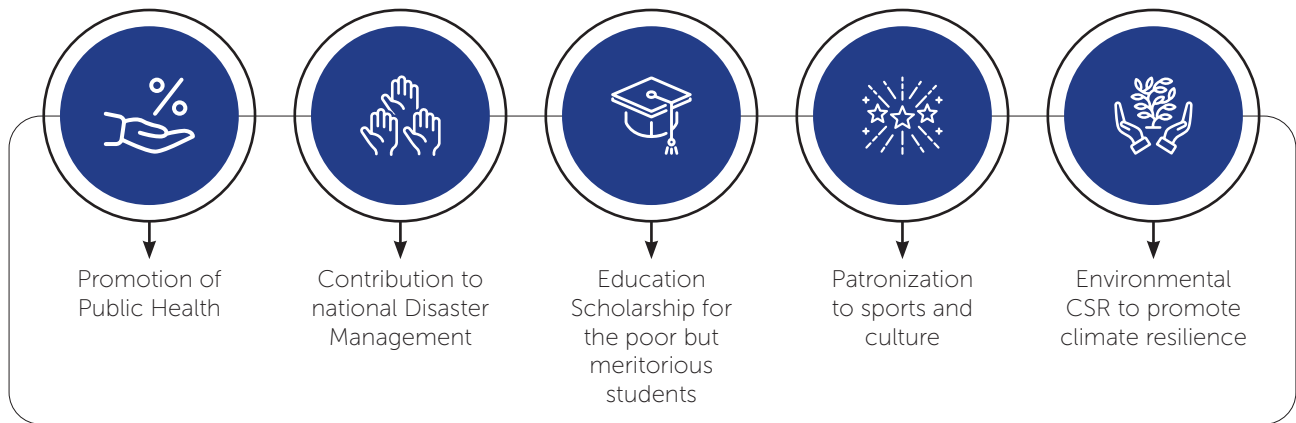 %
Promotion of
Public Health
Contribution to
national Disaster
Management
Education
Scholarship for
the poor but
meritorious
students
Patronization
to sports and
culture
Environmental
CSR to promote
climate resilience